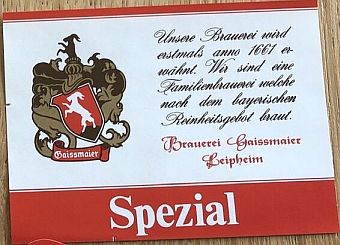 Unsere Brauerei wird
erstmals anno 1661 er-
wähnt. Wir sind eine
Familienbrauerei welche
nach dem bayerischen
Reinheitsgebot braut.
Brauerei Gaissmaier
Leipheim
Gaissmaier
Spezial